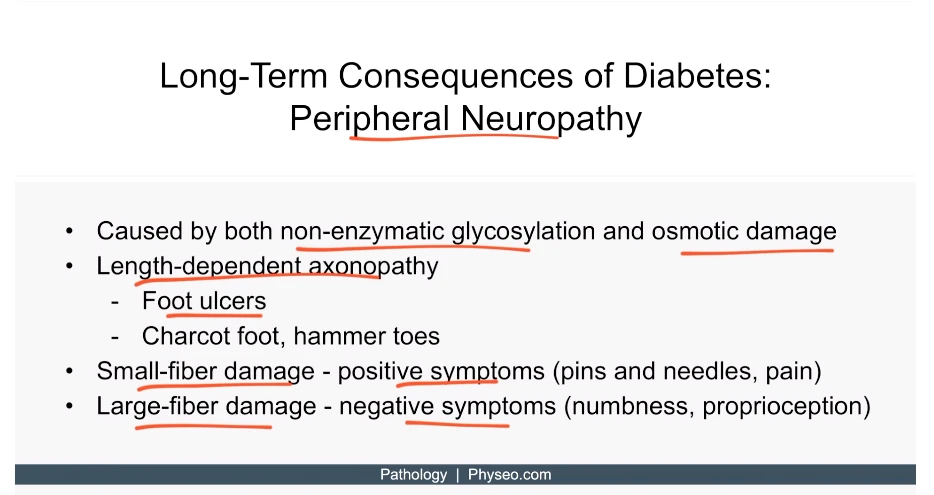 Long-Term Consequences of Diabetes:
Peripheral Neuropathy
• Caused by both non-enzymatic glycosylation and osmotic damage
• Length-dependent axonopathy
- Foot ulcers
- Charcot foot, hammer toes
• Small-fiber damage - positive symptoms (pins and needles, pain)
• Large-fiber damage - negative symptoms (numbness, proprioception)
Pathology | Physeo.com